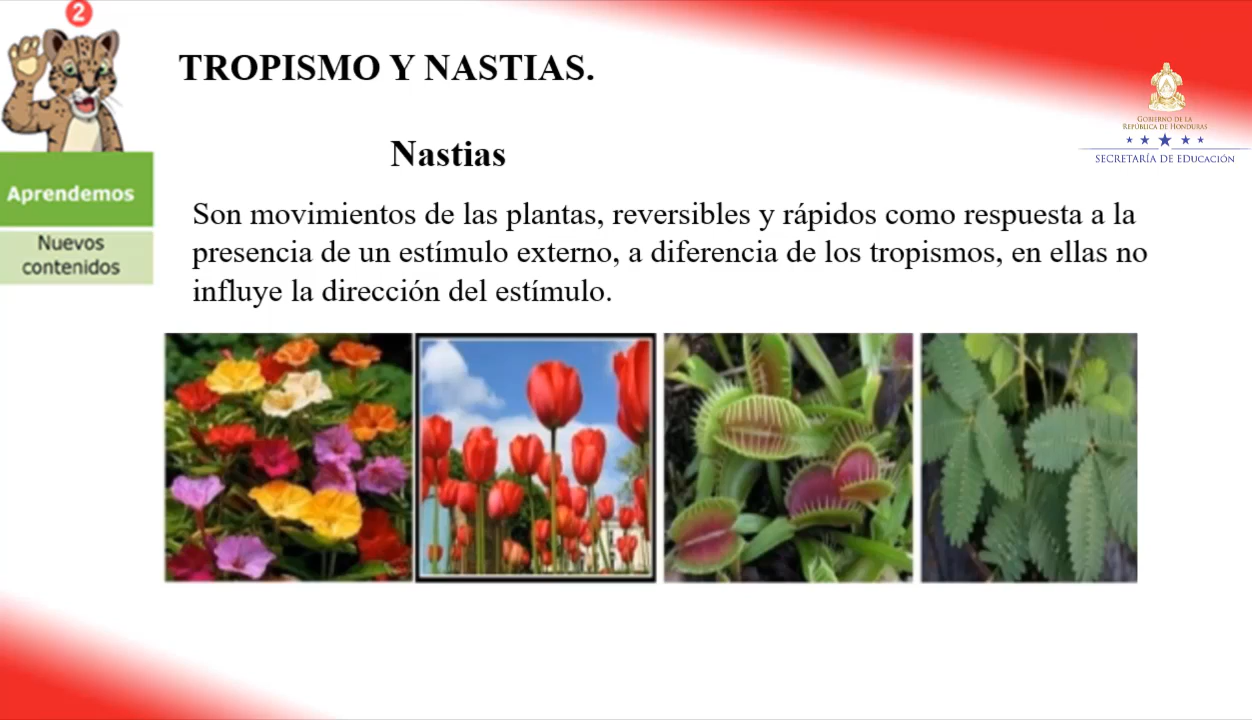 2
TROPISMO Y NASTIAS.
GOBIERNO DE LA
REPÚBLICA DE HONDURAS
SECRETARÍA DE EDUCACIÓN
Nastias
Aprendemos
Nuevos
contenidos
Son movimientos de las plantas, reversibles y rápidos como respuesta a la
presencia de un estímulo externo, a diferencia de los tropismos, en ellas no
influye la dirección del estímulo.